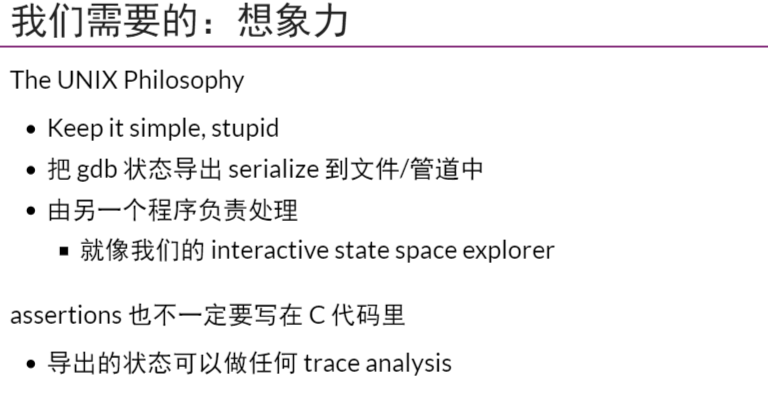 我们需要的：想象力
The UNIX Philosophy
Keep it simple, stupid
把 gdb 状态导出 serialize 到文件/管道中
由另一个程序负责处理
就像我们的 interactive state space explorer
assertions 也不一定要写在 C 代码里
导出的状态可以做任何 trace analysis